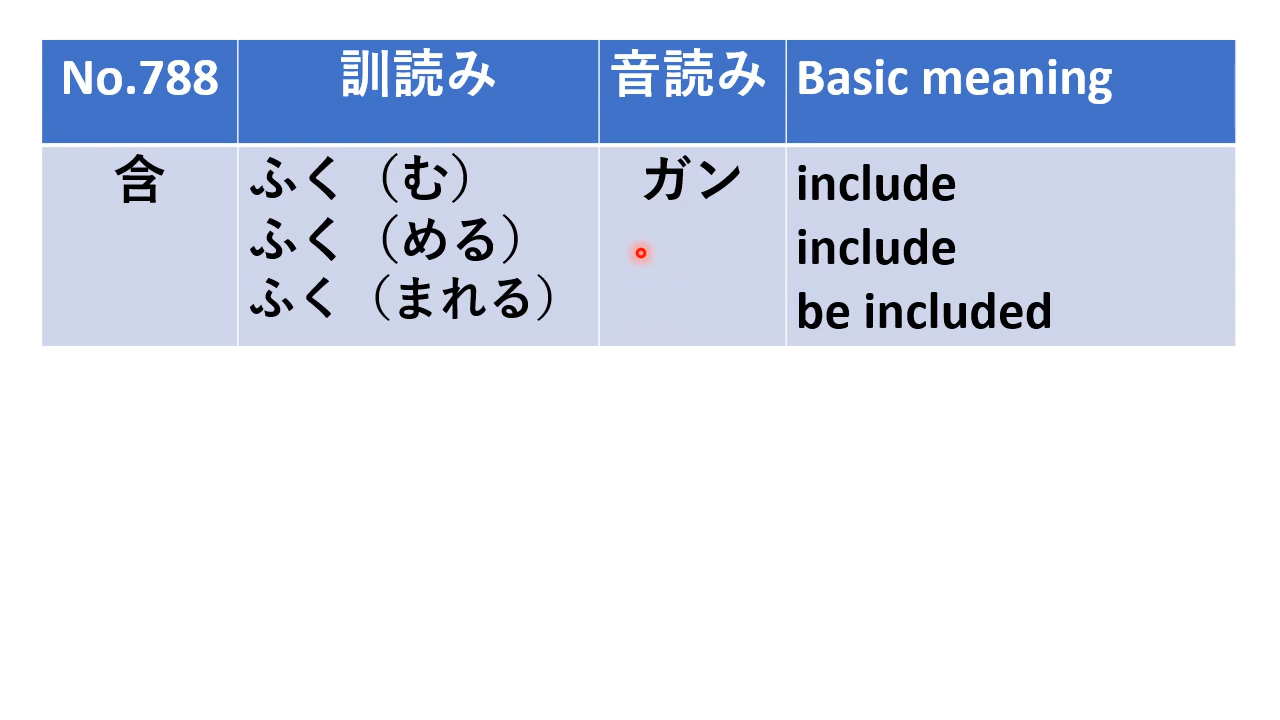 No.788 訓読み 音読み Basic meaning
含 ふく（む） ガン include
ふく（める） include
ふく（まれる） be included